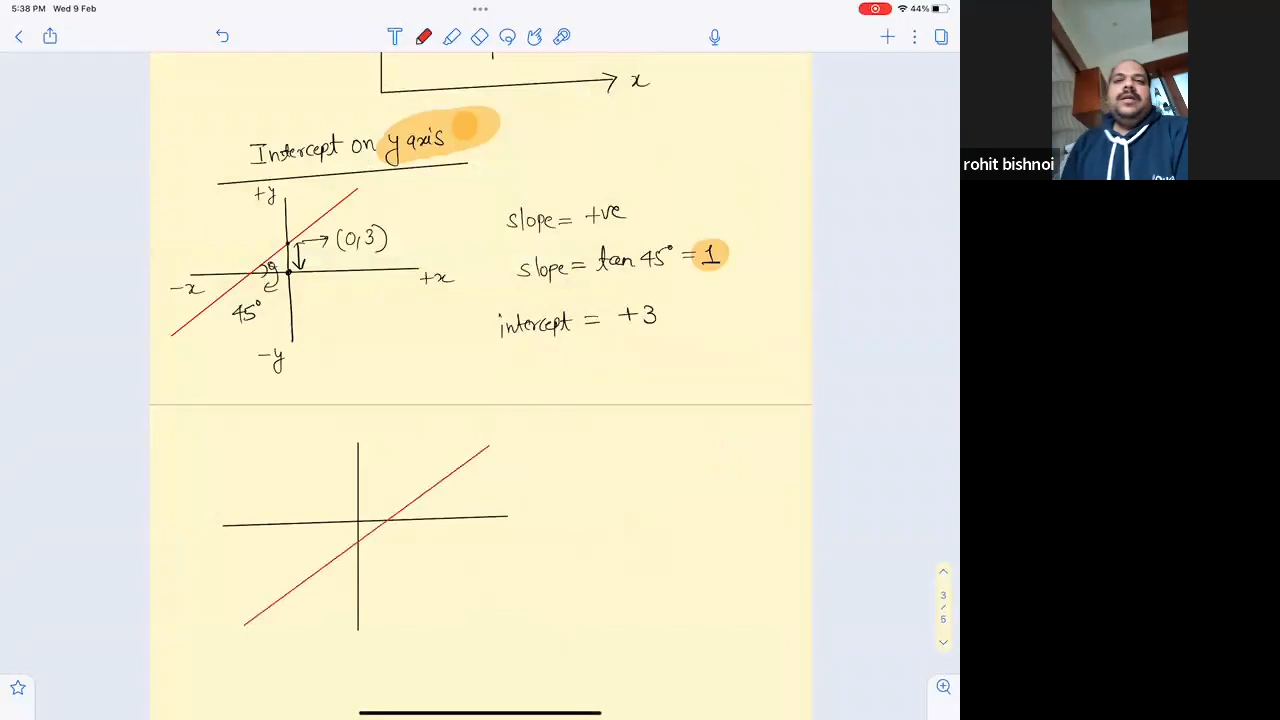 5:38 PM Wed 9 Feb
44%
x
Intercept on y axis
+y
(0,3)
-x
+x
45°
-y
slope = +ve
slope = tan 45° = 1
intercept = +3
rohit bishnoi
3
/
5